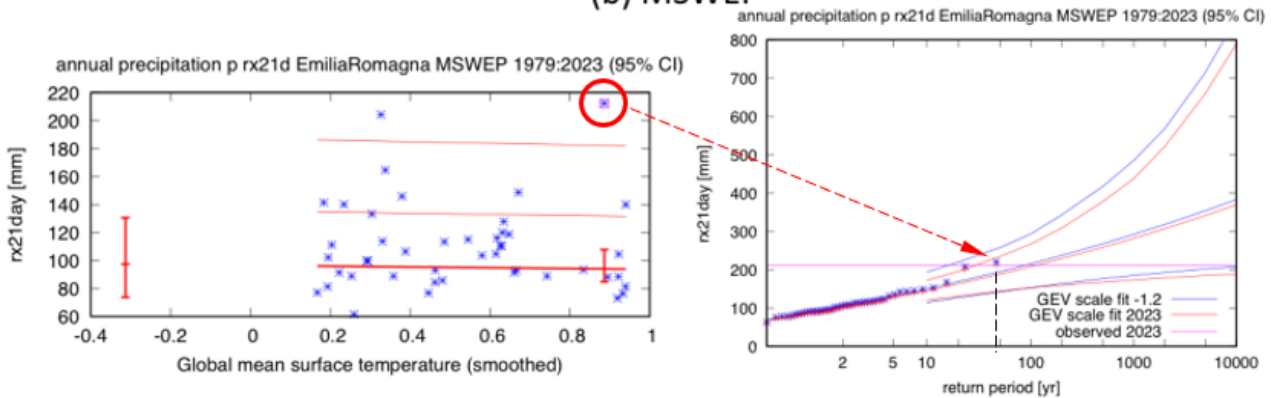 (b) MSWEP
annual precipitation p rx21d EmiliaRomagna MSWEP 1979:2023 (95% CI)
220
200
180
160
140
120
100
80
60
rx21day [mm]
-0.4 -0.2 0 0.2 0.4 0.6 0.8 1
Global mean surface temperature (smoothed)
annual precipitation p rx21d EmiliaRomagna MSWEP 1979:2023 (95% CI)
800
700
600
500
400
300
200
100
0
rx21day [mm]
GEV scale fit -1.2
GEV scale fit 2023
observed 2023
2 5 10 100 1000 10000
return period [yr]